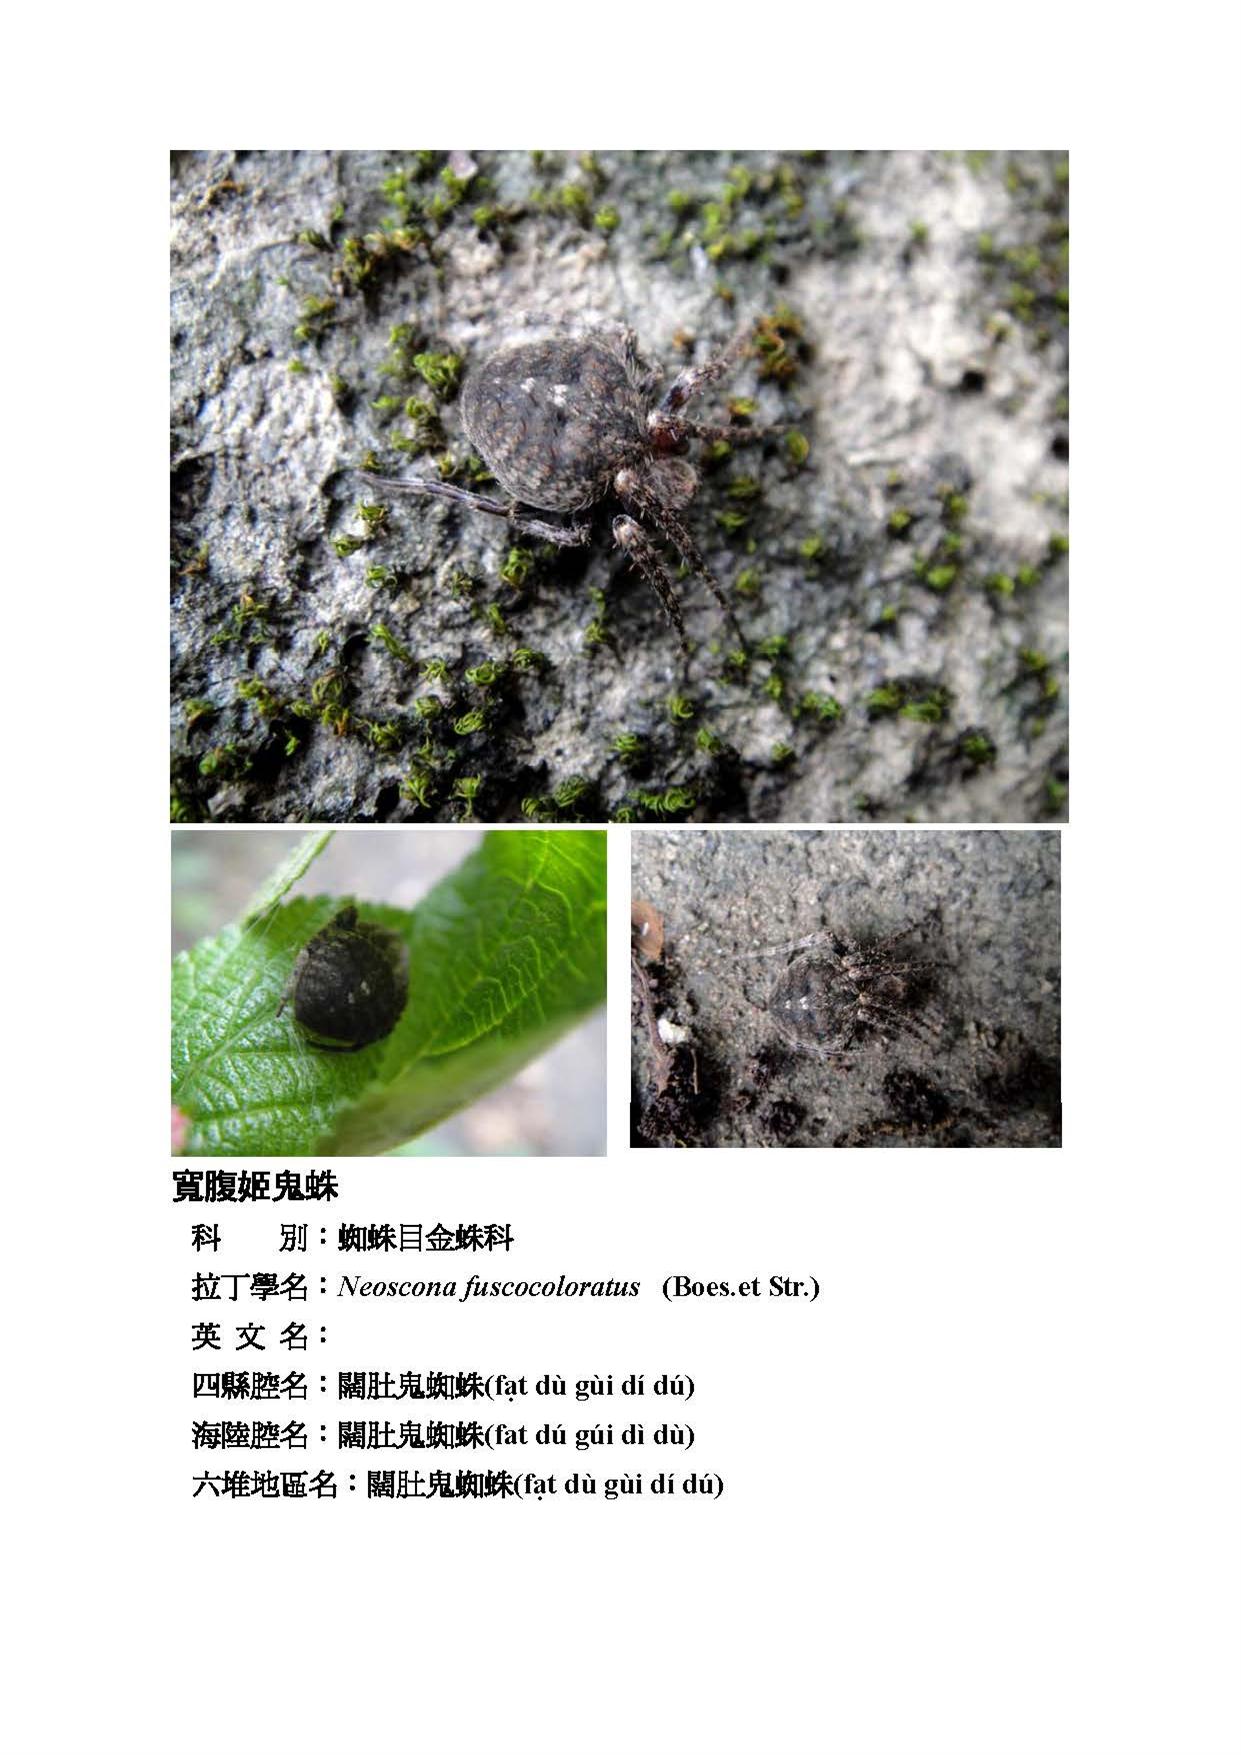 寬腹姬鬼蛛
科　　別：蜘蛛目金蛛科
拉丁學名：Neoscona fuscocoloratus (Boes.et Str.)
英 文 名：
四縣腔名：闊肚鬼蜘蛛(fa̤t dù gùi dí dú)
海陸腔名：闊肚鬼蜘蛛(fat dú gúi dì dù)
六堆地區名：闊肚鬼蜘蛛(fa̤t dù gùi dí dú)